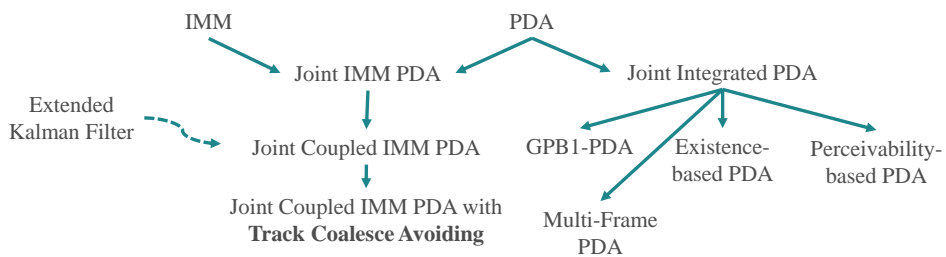 IMM
PDA
Joint IMM PDA
Joint Integrated PDA
Extended
Kalman Filter
Joint Coupled IMM PDA
GPB1-PDA
Existence-
based PDA
Perceivability-
based PDA
Joint Coupled IMM PDA with
Track Coalesce Avoiding
Multi-Frame
PDA